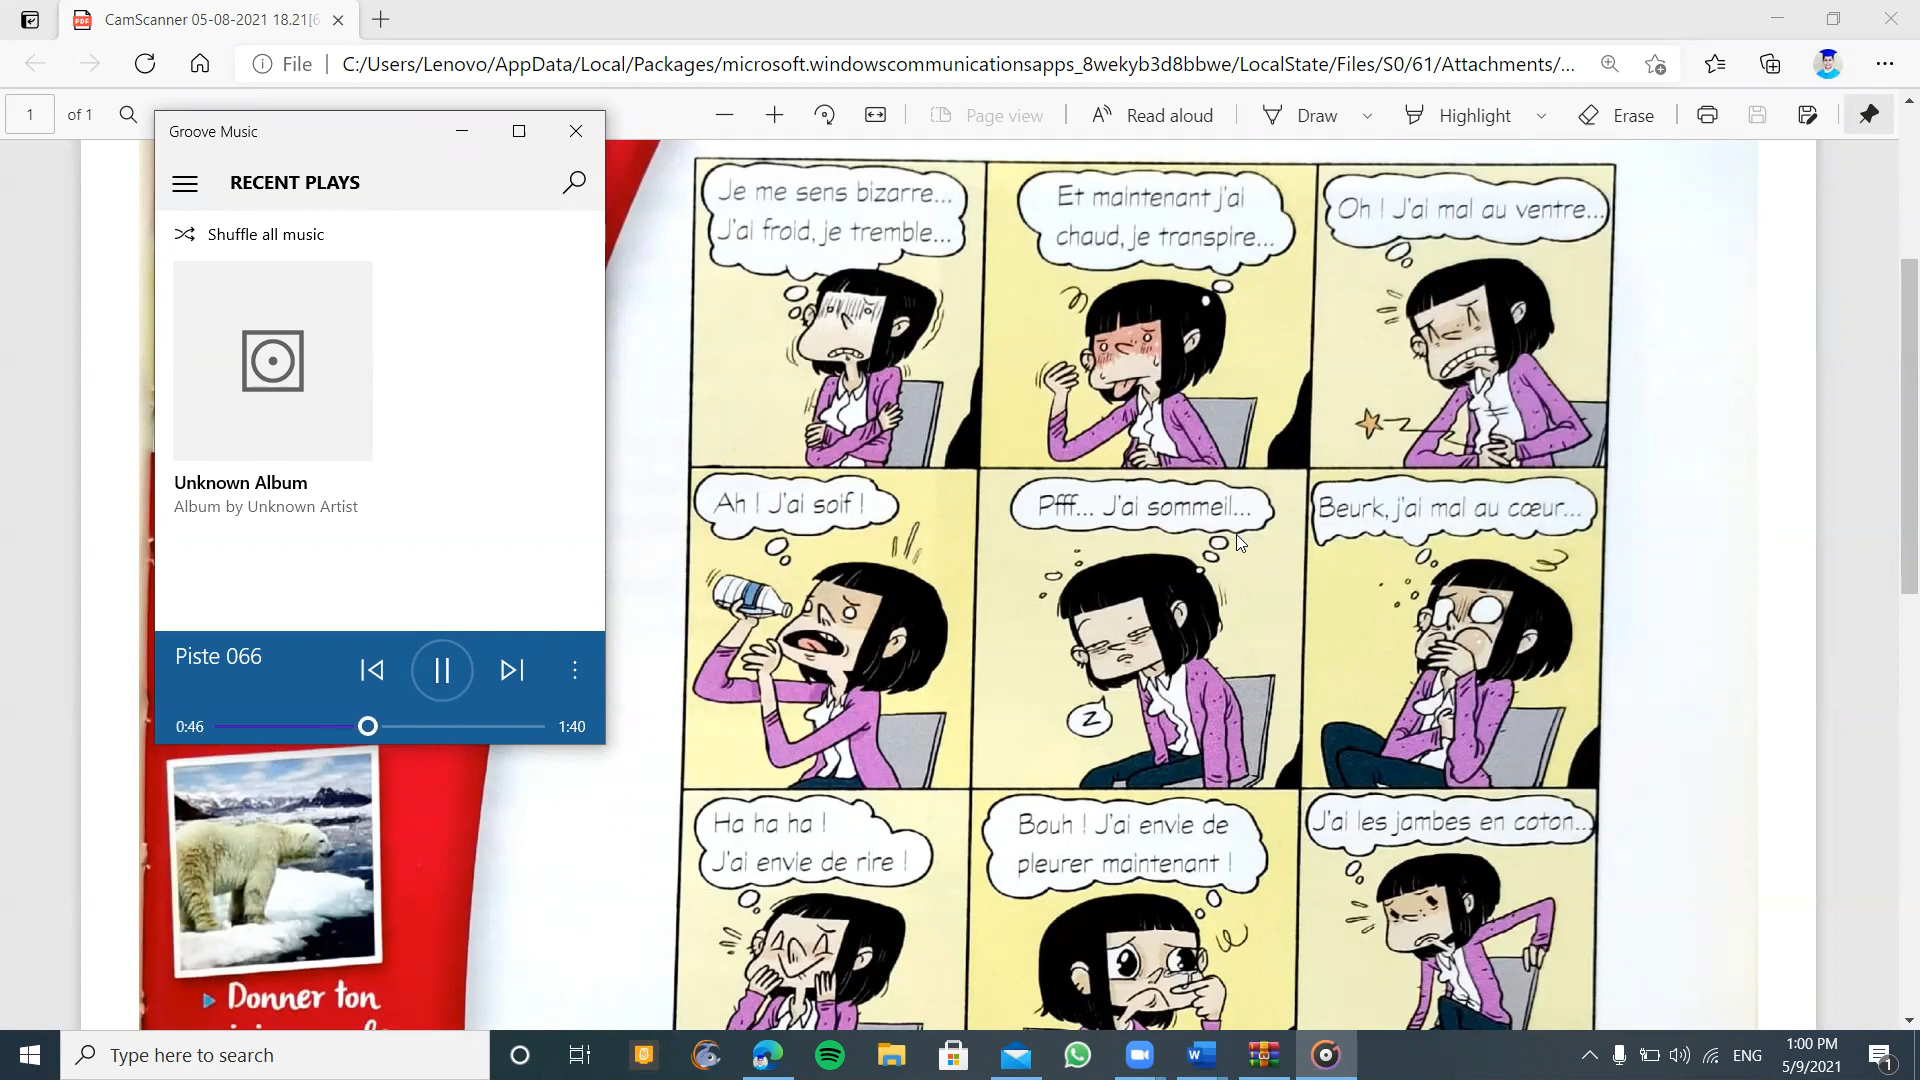 CamScanner 05-08-2021 18.21[6
File
C:/Users/Lenovo/AppData/Local/Packages/microsoft.windowscommunicationsapps_8wekyb3d8bbwe/LocalState/Files/S0/61/Attachments/...
1 of 1
Page view
Read aloud
Draw
Highlight
Erase
Groove Music
RECENT PLAYS
Shuffle all music
Unknown Album
Album by Unknown Artist
Piste 066
0:46
1:40
Je me sens bizarre...
J'ai froid, je tremble...
Et maintenant j'ai
chaud, je transpire...
Oh ! J'ai mal au ventre...
Ah ! J'ai soif !
Pfff... J'ai sommeil...
Z
Beurk, j'ai mal au cœur...
Ha ha ha !
J'ai envie de rire !
Bouh ! J'ai envie de
pleurer maintenant !
J'ai les jambes en coton...
Donner ton
Type here to search
ENG
1:00 PM
5/9/2021
1